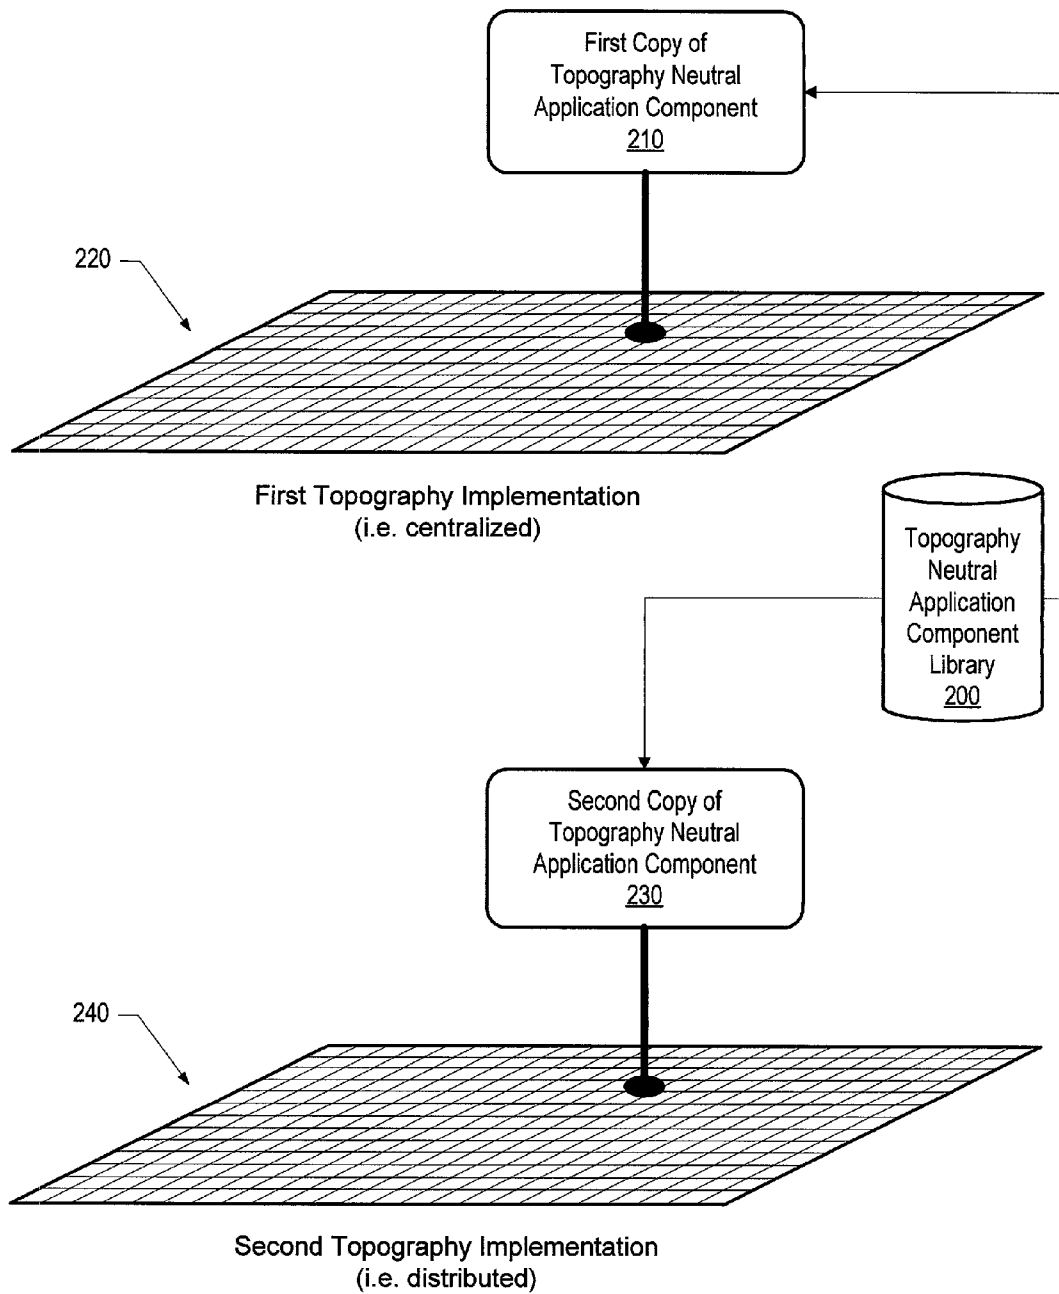 First Copy of
Topography Neutral
Application Component
210
220
First Topography Implementation
(i.e. centralized)
Topography
Neutral
Application
Component
Library
200
Second Copy of
Topography Neutral
Application Component
230
240
Second Topography Implementation
(i.e. distributed)